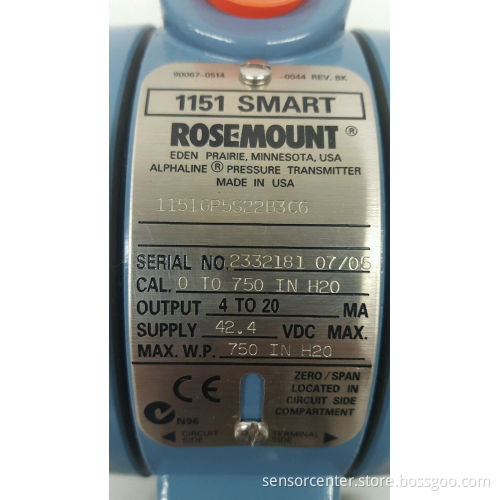 90067-0514 -0044 REV. BK
1151 SMART
ROSEMOUNT ®
EDEN PRAIRIE, MINNESOTA, USA
ALPHALINE ® PRESSURE TRANSMITTER
MADE IN USA
1151GP5S22B3C6
SERIAL NO. 2332181 07/05
CAL. 0 TO 750 IN H2O
OUTPUT 4 TO 20 MA
SUPPLY 42.4 VDC MAX.
MAX. W.P. 750 IN H2O
CE
N96
ZERO/SPAN
LOCATED IN
CIRCUIT SIDE
COMPARTMENT
CIRCUIT SIDE
TERMINAL SIDE
sensorcenter.store.bossgoo.com